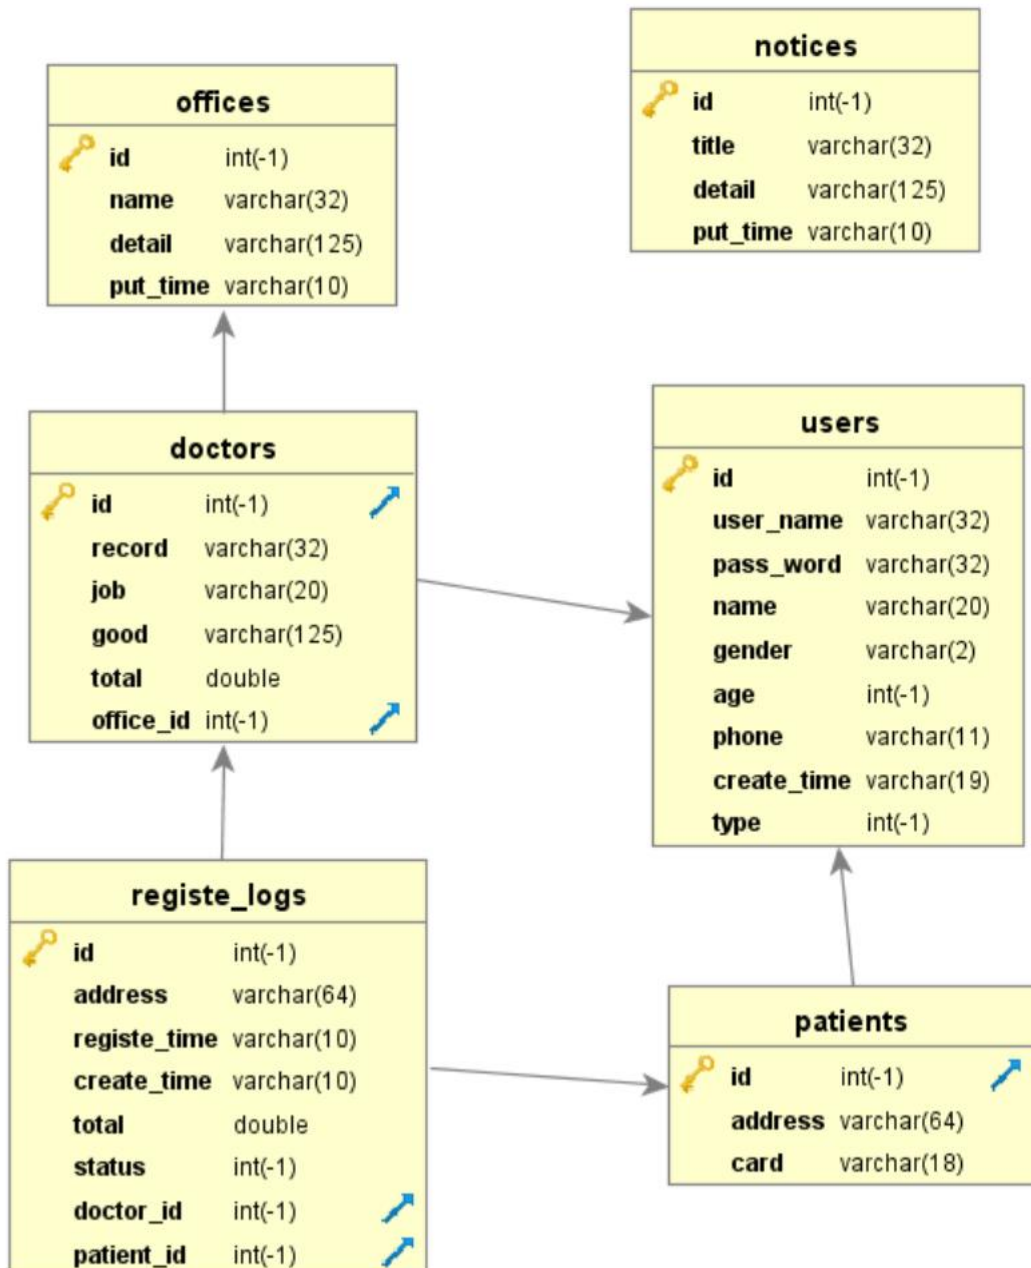 offices
id int(-1)
name varchar(32)
detail varchar(125)
put_time varchar(10)
notices
id int(-1)
title varchar(32)
detail varchar(125)
put_time varchar(10)
doctors
id int(-1)
record varchar(32)
job varchar(20)
good varchar(125)
total double
office_id int(-1)
users
id int(-1)
user_name varchar(32)
pass_word varchar(32)
name varchar(20)
gender varchar(2)
age int(-1)
phone varchar(11)
create_time varchar(19)
type int(-1)
registe_logs
id int(-1)
address varchar(64)
registe_time varchar(10)
create_time varchar(10)
total double
status int(-1)
doctor_id int(-1)
patient_id int(-1)
patients
id int(-1)
address varchar(64)
card varchar(18)